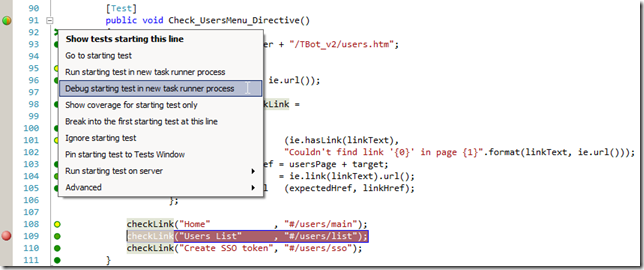 90 [Test]
91 public void Check_UsersMenu_Directive()
92
Show tests starting this line
Go to starting test
Run starting test in new task runner process
Debug starting test in new task runner process
Show coverage for starting test only
Break into the first starting test at this line
Ignore starting test
Pin starting test to Tests Window
Run starting test on server
Advanced
93 er + "/TBot_v2/users.htm";
94
95
96 ie.url());
97
98 ckLink =
99
100
101 (ie.hasLink(linkText),
102 "Couldn't find link '{0}' in page {1}".format(linkText, ie.url()));
103 ef = usersPage + target;
104 = ie.link(linkText).url();
105 l (expectedHref, linkHref);
106 };
107
108 checkLink("Home" , "#/users/main");
109 checkLink("Users List" , "#/users/list");
110 checkLink("Create SSO token", "#/users/sso");
111 }